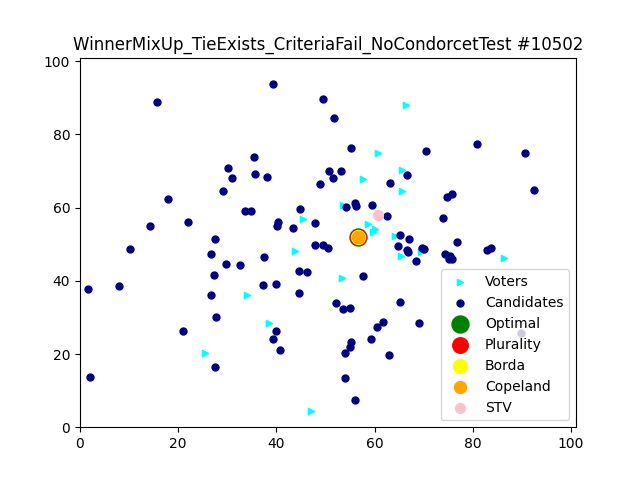 WinnerMixUp_TieExists_CriteriaFail_NoCondorcetTest #10502
100
80
60
40
20
0
0 20 40 60 80 100
Voters
Candidates
Optimal
Plurality
Borda
Copeland
STV